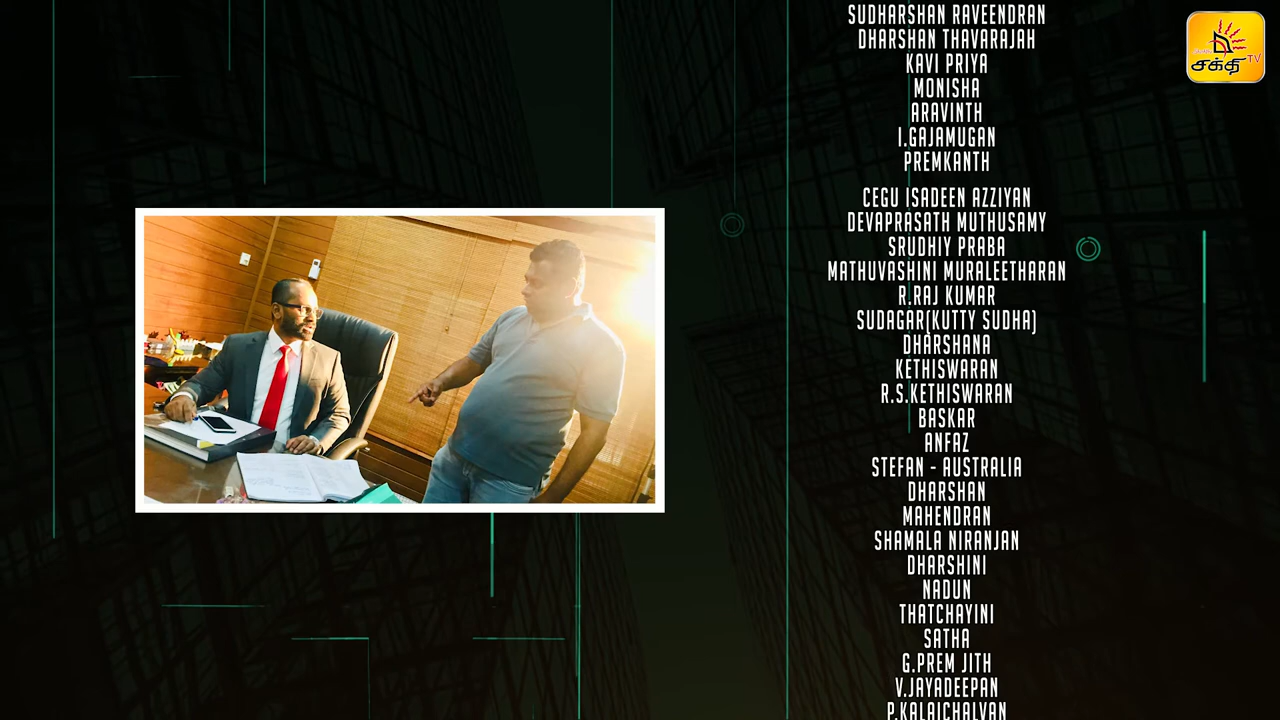 SUDHARSHAN RAVEENDRAN
DHARSHAN THAVARAJAH
KAVI PRIYA
MONISHA
ARAVINTH
I.GAJAMUGAN
PREMKANTH
CEGU ISADEEN AZZIYAN
DEVAPRASATH MUTHUSAMY
SRUDHIY PRABA
MATHUVASHINI MURALEETHARAN
R.RAJ KUMAR
SUDAGAR(KUTTY SUDHA)
DHARSHANA
KETHISWARAN
R.S.KETHISWARAN
BASKAR
ANFAZ
STEFAN - AUSTRALIA
DHARSHAN
MAHENDRAN
SHAMALA NIRANJAN
DHARSHINI
NADUN
THATCHAYINI
SATHA
G.PREM JITH
V.JAYADEEPAN
P.KALAICHALVAN
சக்தி TV